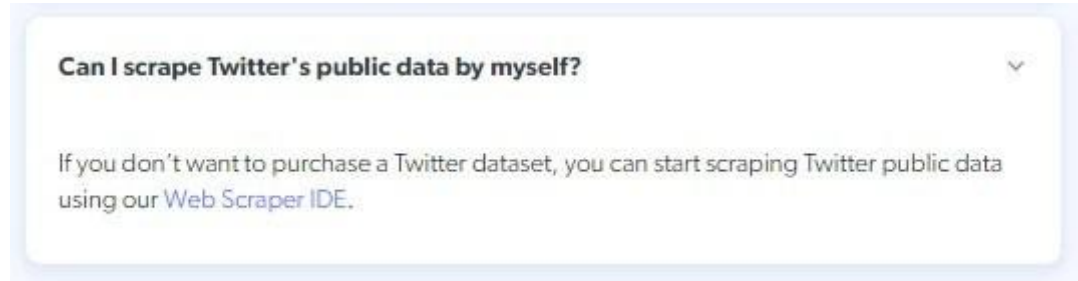 Can I scrape Twitter's public data by myself?
If you don't want to purchase a Twitter dataset, you can start scraping Twitter public data
using our Web Scraper IDE.